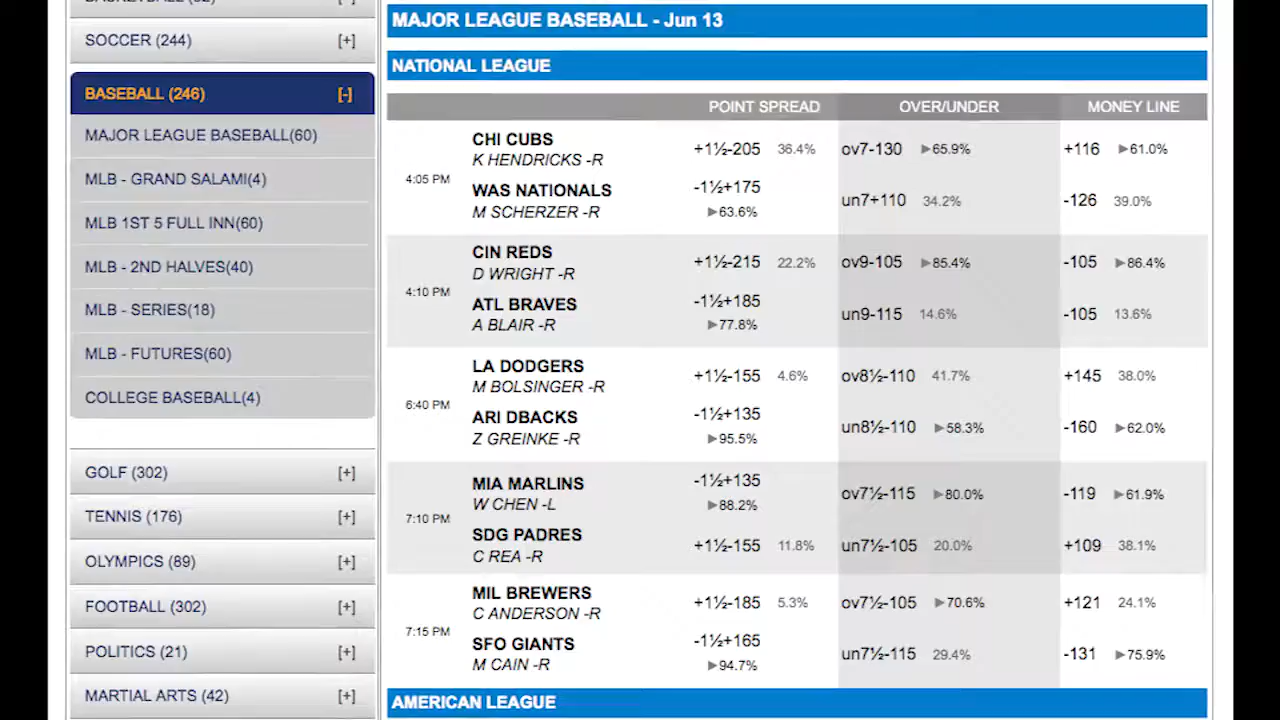 SOCCER (244) [+]
BASEBALL (246) [-]
MAJOR LEAGUE BASEBALL(60)
MLB - GRAND SALAMI(4)
MLB 1ST 5 FULL INN(60)
MLB - 2ND HALVES(40)
MLB - SERIES(18)
MLB - FUTURES(60)
COLLEGE BASEBALL(4)
GOLF (302) [+]
TENNIS (176) [+]
OLYMPICS (89) [+]
FOOTBALL (302) [+]
POLITICS (21) [+]
MARTIAL ARTS (42) [+]
MAJOR LEAGUE BASEBALL - Jun 13
NATIONAL LEAGUE
POINT SPREAD OVER/UNDER MONEY LINE
CHI CUBS
K HENDRICKS -R
+1½-205 36.4% ov7-130 ▶65.9% +116 ▶61.0%
4:05 PM
WAS NATIONALS
M SCHERZER -R
-1½+175
▶63.6%
un7+110 34.2% -126 39.0%
CIN REDS
D WRIGHT -R
+1½-215 22.2% ov9-105 ▶85.4% -105 ▶86.4%
4:10 PM
ATL BRAVES
A BLAIR -R
-1½+185
▶77.8%
un9-115 14.6% -105 13.6%
LA DODGERS
M BOLSINGER -R
+1½-155 4.6% ov8½-110 41.7% +145 38.0%
6:40 PM
ARI DBACKS
Z GREINKE -R
-1½+135
▶95.5%
un8½-110 ▶58.3% -160 ▶62.0%
MIA MARLINS
W CHEN -L
-1½+135
▶88.2%
ov7½-115 ▶80.0% -119 ▶61.9%
7:10 PM
SDG PADRES
C REA -R
+1½-155 11.8% un7½-105 20.0% +109 38.1%
MIL BREWERS
C ANDERSON -R
+1½-185 5.3% ov7½-105 ▶70.6% +121 24.1%
7:15 PM
SFO GIANTS
M CAIN -R
-1½+165
▶94.7%
un7½-115 29.4% -131 ▶75.9%
AMERICAN LEAGUE